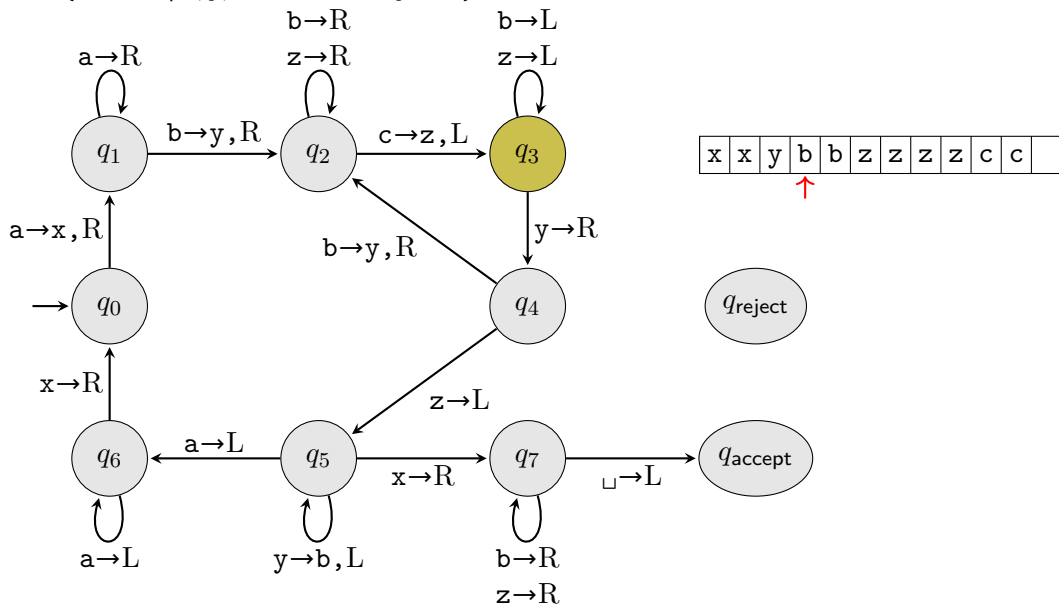 b→R
b→L
a→R
z→R
z→L
q1
b→y,R
q2
c→z,L
q3
x x y b b z z z z c c
a→x,R
b→y,R
y→R
q0
q4
qreject
x→R
z→L
q6
a→L
q5
x→R
q7
␣→L
qaccept
a→L
y→b,L
b→R
z→R